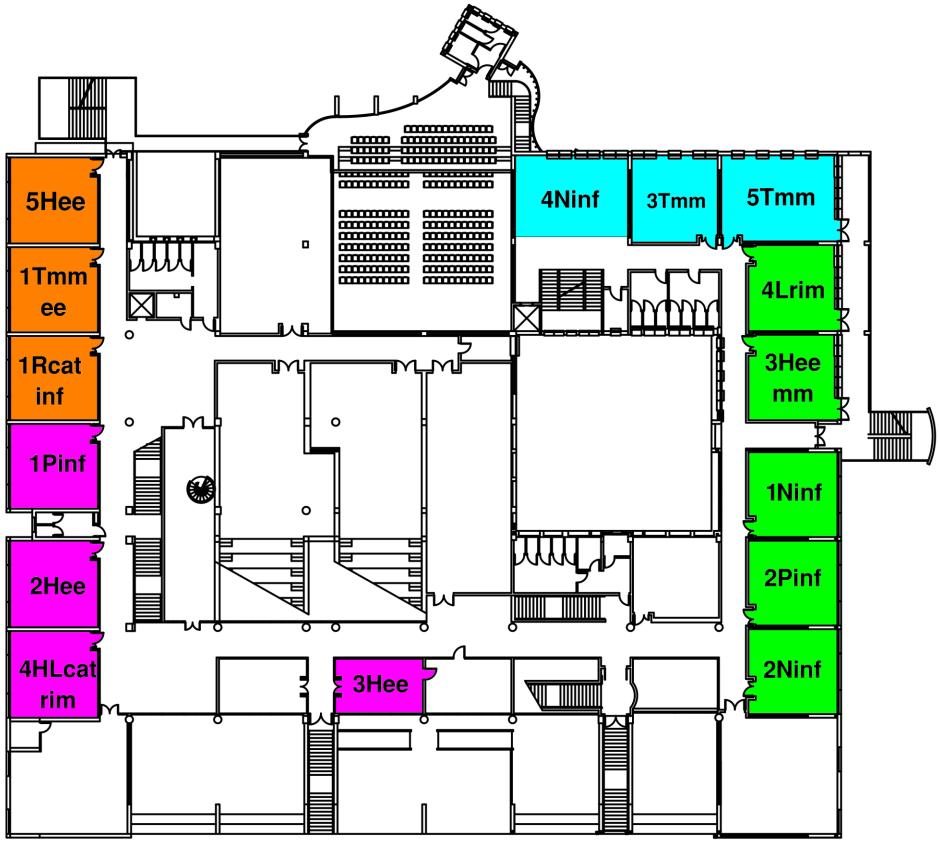 4Ninf
3Tmm
5Tmm
5Hee
1Tmm
ee
4Lrim
1Rcat
inf
3Hee
mm
1Pinf
1Ninf
2Hee
2Pinf
4HLcat
rim
3Hee
2Ninf